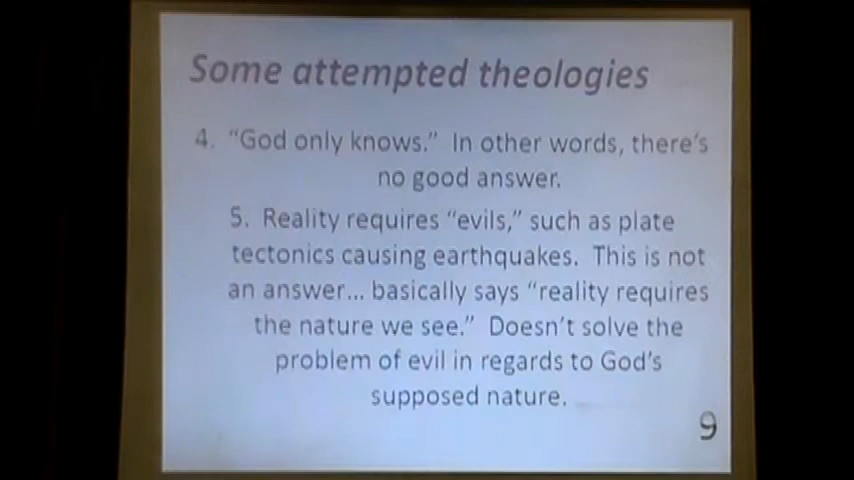 Some attempted theologies
4. “God only knows.” In other words, there’s
no good answer.
5. Reality requires “evils,” such as plate
tectonics causing earthquakes. This is not
an answer… basically says “reality requires
the nature we see.” Doesn’t solve the
problem of evil in regards to God’s
supposed nature.
9